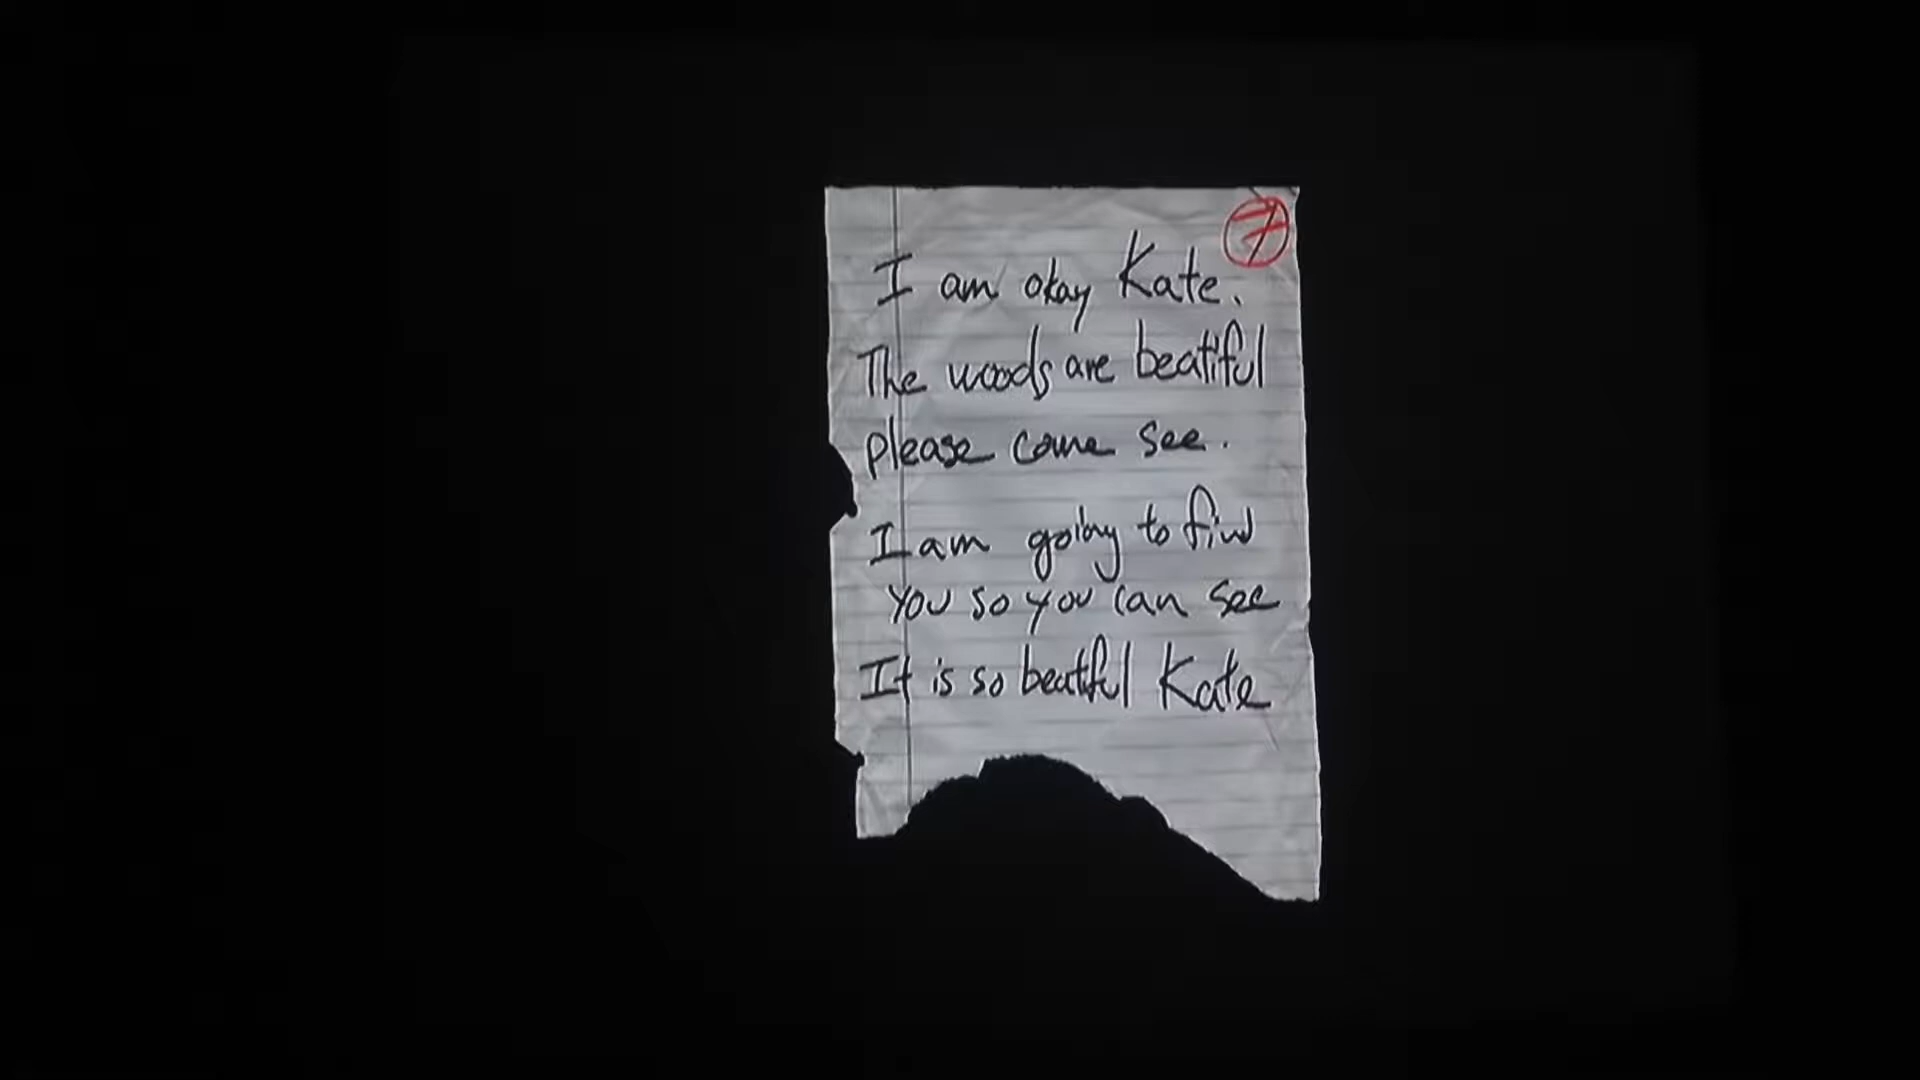 7
I am okay Kate.
The woods are beatiful
please come see.
I am going to find
you so you can see
It is so beatful Kate